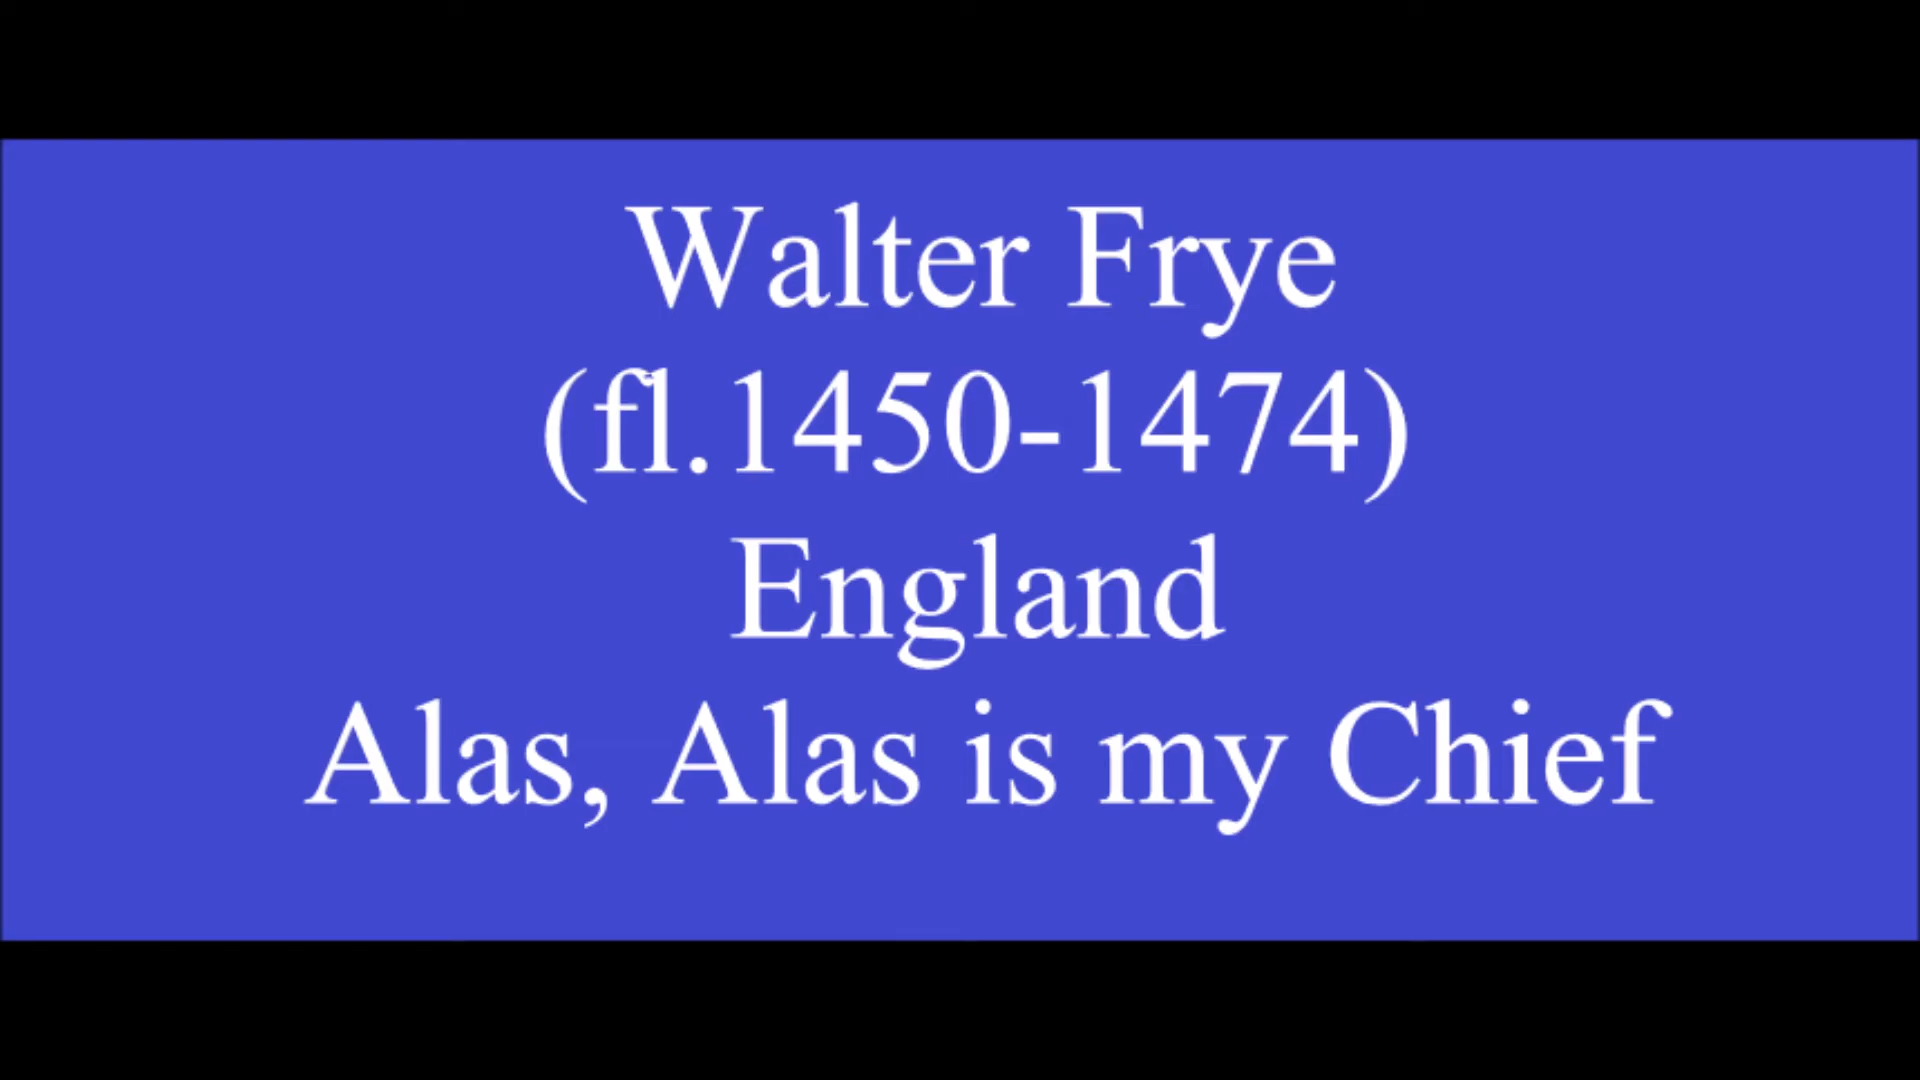 Walter Frye
(fl.1450-1474)
England
Alas, Alas is my Chief